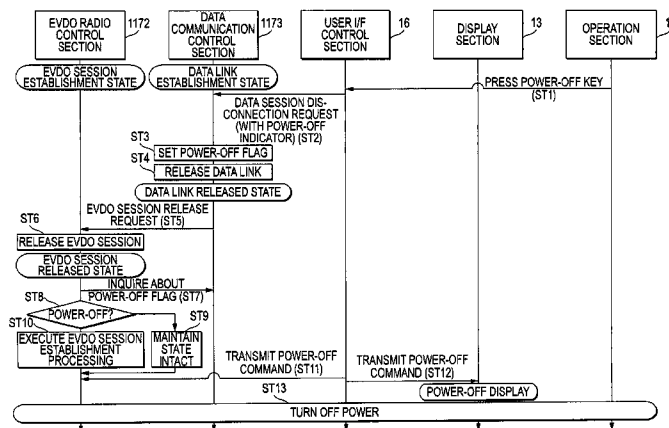 EVDO RADIO
CONTROL
SECTION
1172
DATA
COMMUNICATION
CONTROL
SECTION
1173
USER I/F
CONTROL
SECTION
16
DISPLAY
SECTION
13
OPERATION
SECTION
EVDO SESSION
ESTABLISHMENT STATE
DATA LINK
ESTABLISHMENT STATE
PRESS POWER-OFF KEY
(ST1)
DATA SESSION DIS-
CONNECTION REQUEST
(WITH POWER-OFF
INDICATOR) (ST2)
ST3
SET POWER-OFF FLAG
ST4
RELEASE DATA LINK
DATA LINK RELEASED STATE
EVDO SESSION RELEASE
REQUEST (ST5)
ST6
RELEASE EVDO SESSION
EVDO SESSION
RELEASED STATE
INQUIRE ABOUT
POWER-OFF FLAG (ST7)
ST8
POWER-OFF?
ST10
EXECUTE EVDO SESSION
ESTABLISHMENT
PROCESSING
ST9
MAINTAIN
STATE
INTACT
TRANSMIT POWER-OFF
COMMAND (ST11)
TRANSMIT POWER-OFF
COMMAND (ST12)
POWER-OFF DISPLAY
ST13
TURN OFF POWER